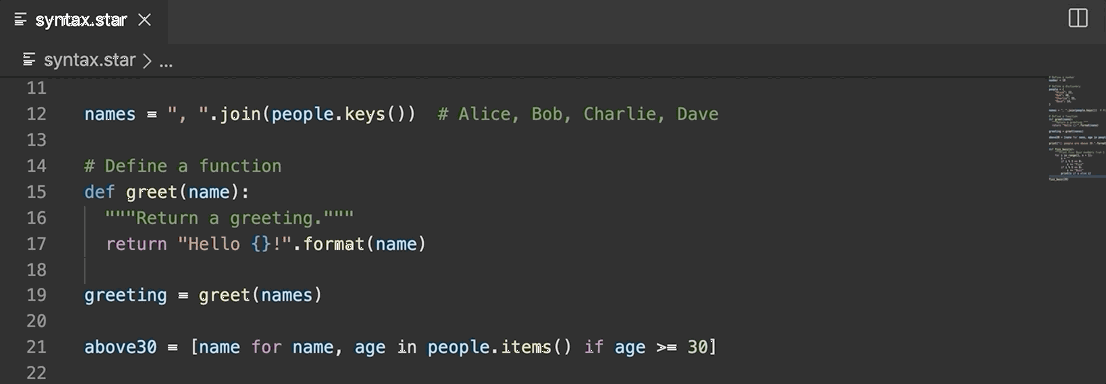 syntax.star
syntax.star > ...
11
12 names = ", ".join(people.keys())  # Alice, Bob, Charlie, Dave
13
14 # Define a function
15 def greet(name):
16   """Return a greeting."""
17   return "Hello {}!".format(name)
18
19 greeting = greet(names)
20
21 above30 = [name for name, age in people.items() if age >= 30]
22